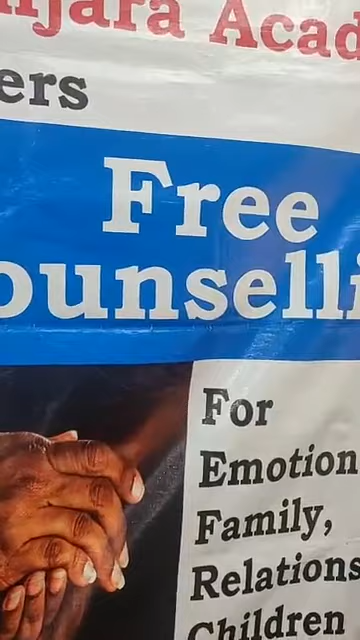 njara Acad
ers
Free
ounselli
For
Emotion
Family,
Relations
Children